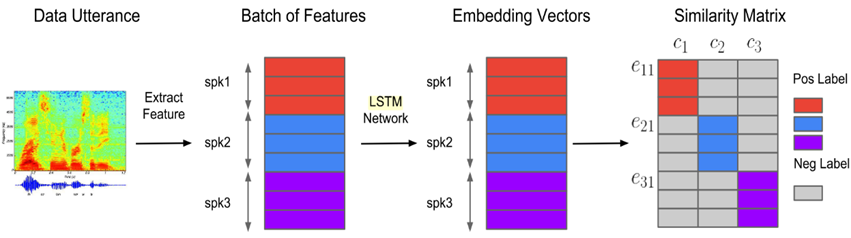 Data Utterance
Batch of Features
Embedding Vectors
Similarity Matrix
c1 c2 c3
Extract
Feature
spk1
spk2
spk3
LSTM
Network
spk1
spk2
spk3
e11
e21
e31
Pos Label
Neg Label